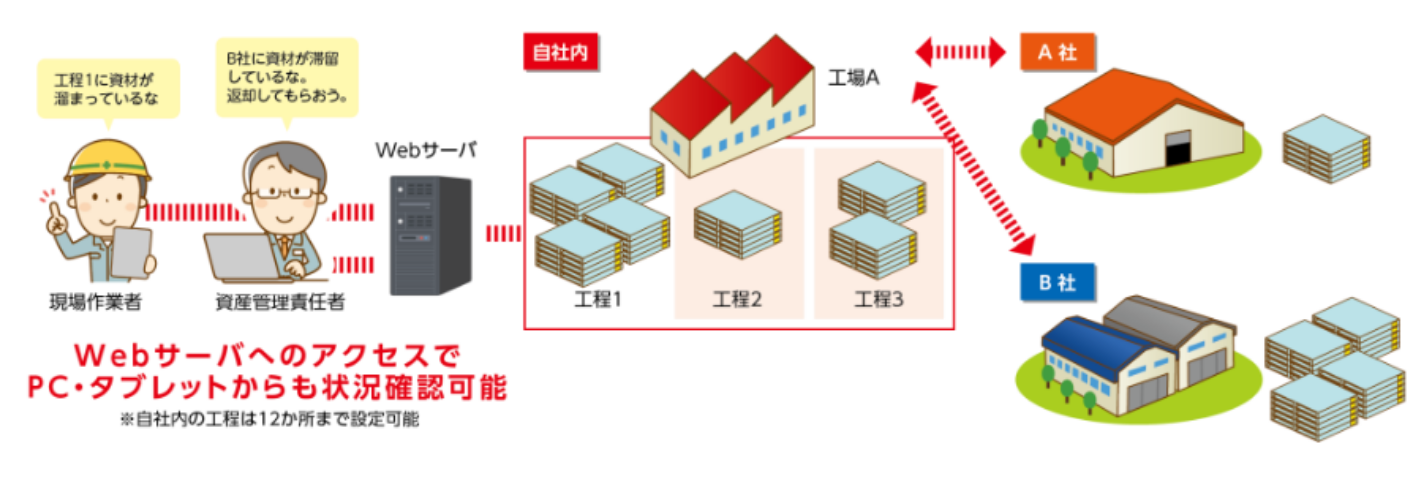 工程1に資材が
溜まっているな
B社に資材が滞留
しているな。
返却してもらおう。
現場作業者
資産管理責任者
Webサーバ
Webサーバへのアクセスで
PC・タブレットからも状況確認可能
※自社内の工程は12か所まで設定可能
自社内
工場A
工程1
工程2
工程3
A 社
B 社